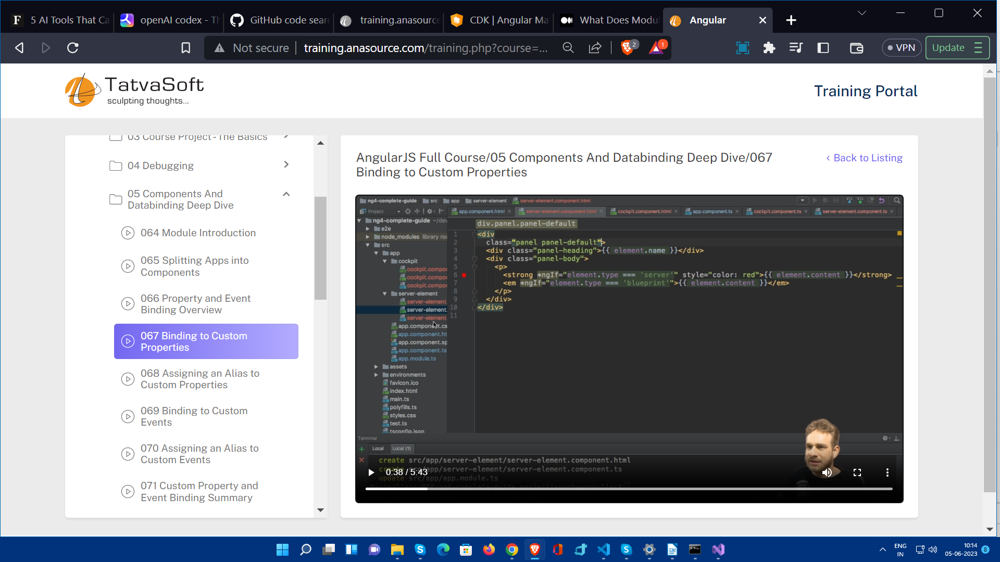 5 AI Tools That Ca
openAI codex - Th
GitHub code sear
training.anasource
CDK | Angular Ma
What Does Modul
Angular
Not secure
training.anasource.com/training.php?course=...
2
1
VPN
Update
TatvaSoft
sculpting thoughts...
Training Portal
03 Course Project - The Basics
04 Debugging
05 Components And
Databinding Deep Dive
064 Module Introduction
065 Splitting Apps into
Components
066 Property and Event
Binding Overview
067 Binding to Custom
Properties
068 Assigning an Alias to
Custom Properties
069 Binding to Custom
Events
070 Assigning an Alias to
Custom Events
071 Custom Property and
Event Binding Summary
AngularJS Full Course/05 Components And Databinding Deep Dive/067
Binding to Custom Properties
‹ Back to Listing
ng4-complete-guide src app server-element server-element.component.html
Project
app.component.html
server-element.component.html
cockpit.component.html
app.component.ts
cockpit.component.ts
server-element.component.ts
ng4-complete-guide ~/dev
e2e
node_modules library roo
src
app
cockpit
cockpit.compo
cockpit.compo
cockpit.compo
server-element
server-element.
server-element.
server-element.
app.component.cs
app.component.ht
app.component.sp
app.component.ts
app.module.ts
assets
environments
favicon.ico
index.html
main.ts
polyfills.ts
styles.css
test.ts
tsconfig.json
div.panel.panel-default
1 <div
2 class="panel panel-default">
3 <div class="panel-heading">{{ element.name }}</div>
4 <div class="panel-body">
5 <p>
6 <strong *ngIf="element.type === 'server'" style="color: red">{{ element.content }}</strong>
7 <em *ngIf="element.type === 'blueprint'">{{ element.content }}</em>
8 </p>
9 </div>
10 </div>
11
Terminal
Local
Local (1)
create src/app/server-element/server-element.component.html
create src/app/server-element/server-element.component.ts
update src/app/app.module.ts
0:38 / 5:43
ENG
IN
10:14
05-06-2023
8